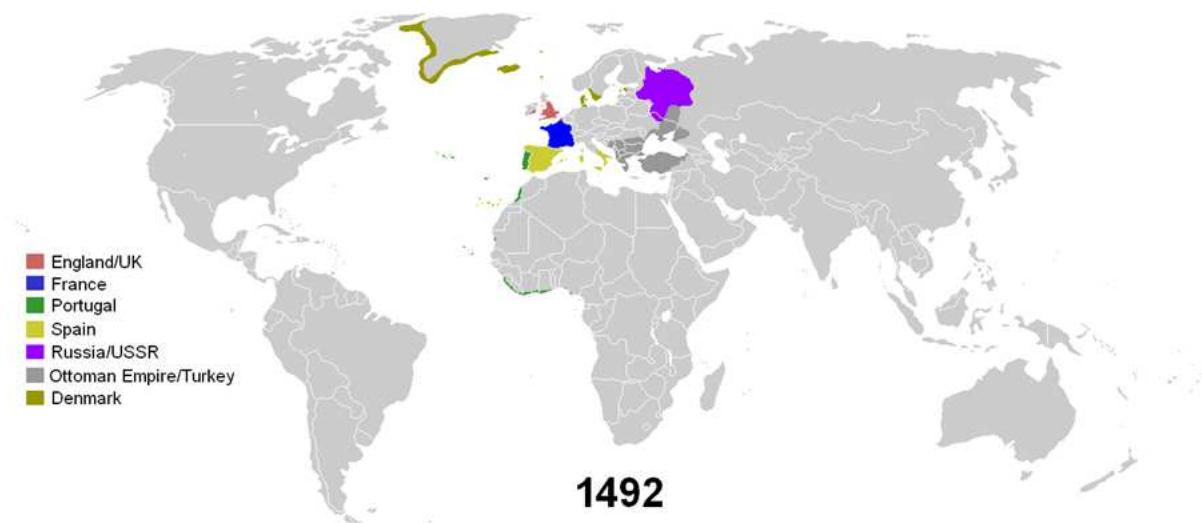 England/UK
France
Portugal
Spain
Russia/USSR
Ottoman Empire/Turkey
Denmark
1492